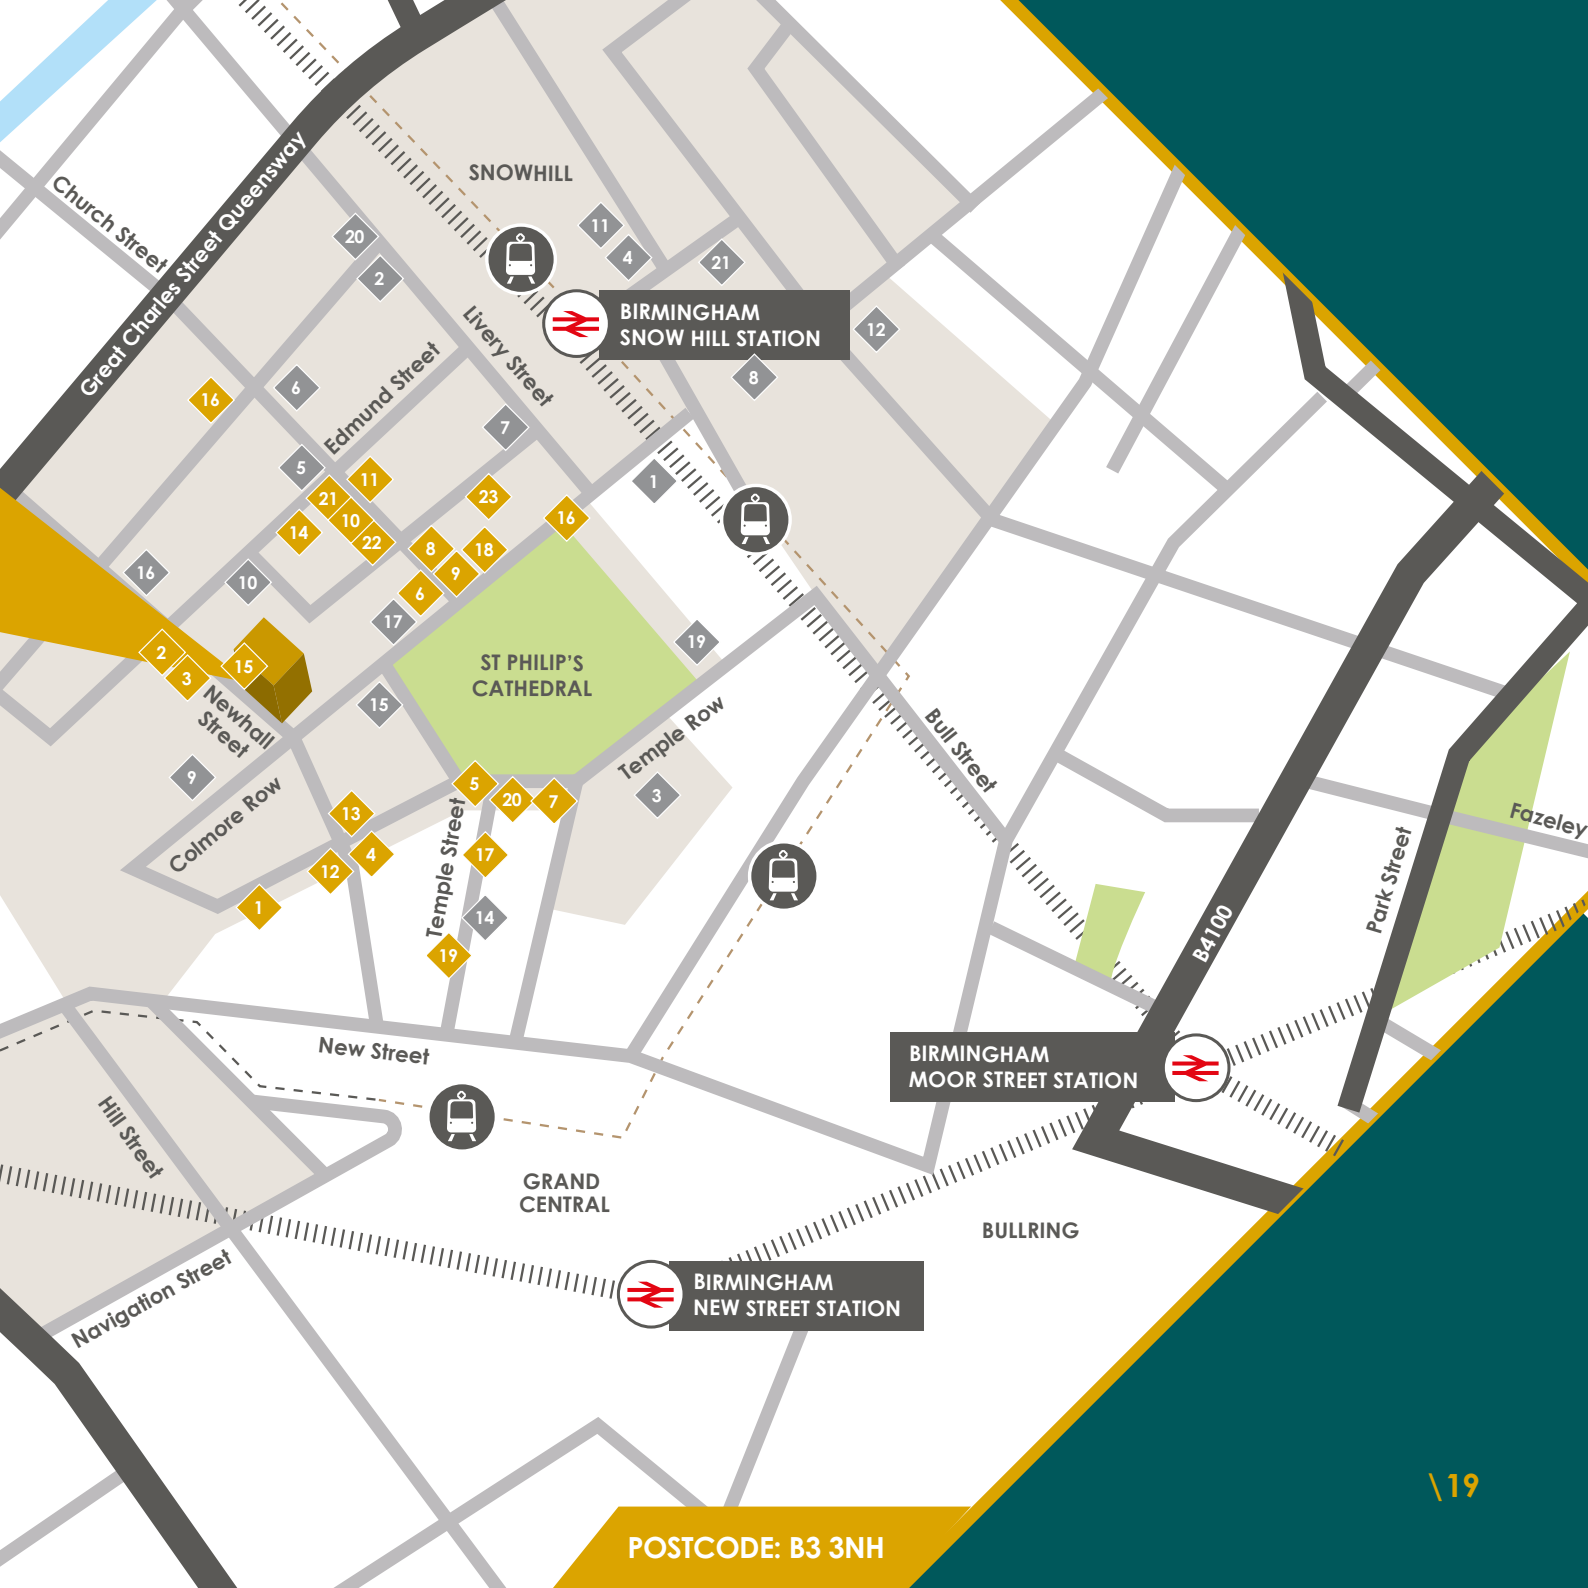 SNOWHILL
Church Street
Great Charles Street Queensway
20
2
11
4
21
BIRMINGHAM
SNOW HILL STATION
12
8
Livery Street
Edmund Street
16
6
7
5
11
21
10
22
14
23
16
1
8
18
9
6
17
16
10
19
ST PHILIP'S
CATHEDRAL
2
3
15
Newhall
Street
15
9
Colmore Row
Temple Row
3
Bull Street
5
20
7
13
4
12
1
Temple Street
17
14
19
Fazeley
Park Street
B4100
New Street
BIRMINGHAM
MOOR STREET STATION
Hill Street
GRAND
CENTRAL
BULLRING
Navigation Street
BIRMINGHAM
NEW STREET STATION
\19
POSTCODE: B3 3NH